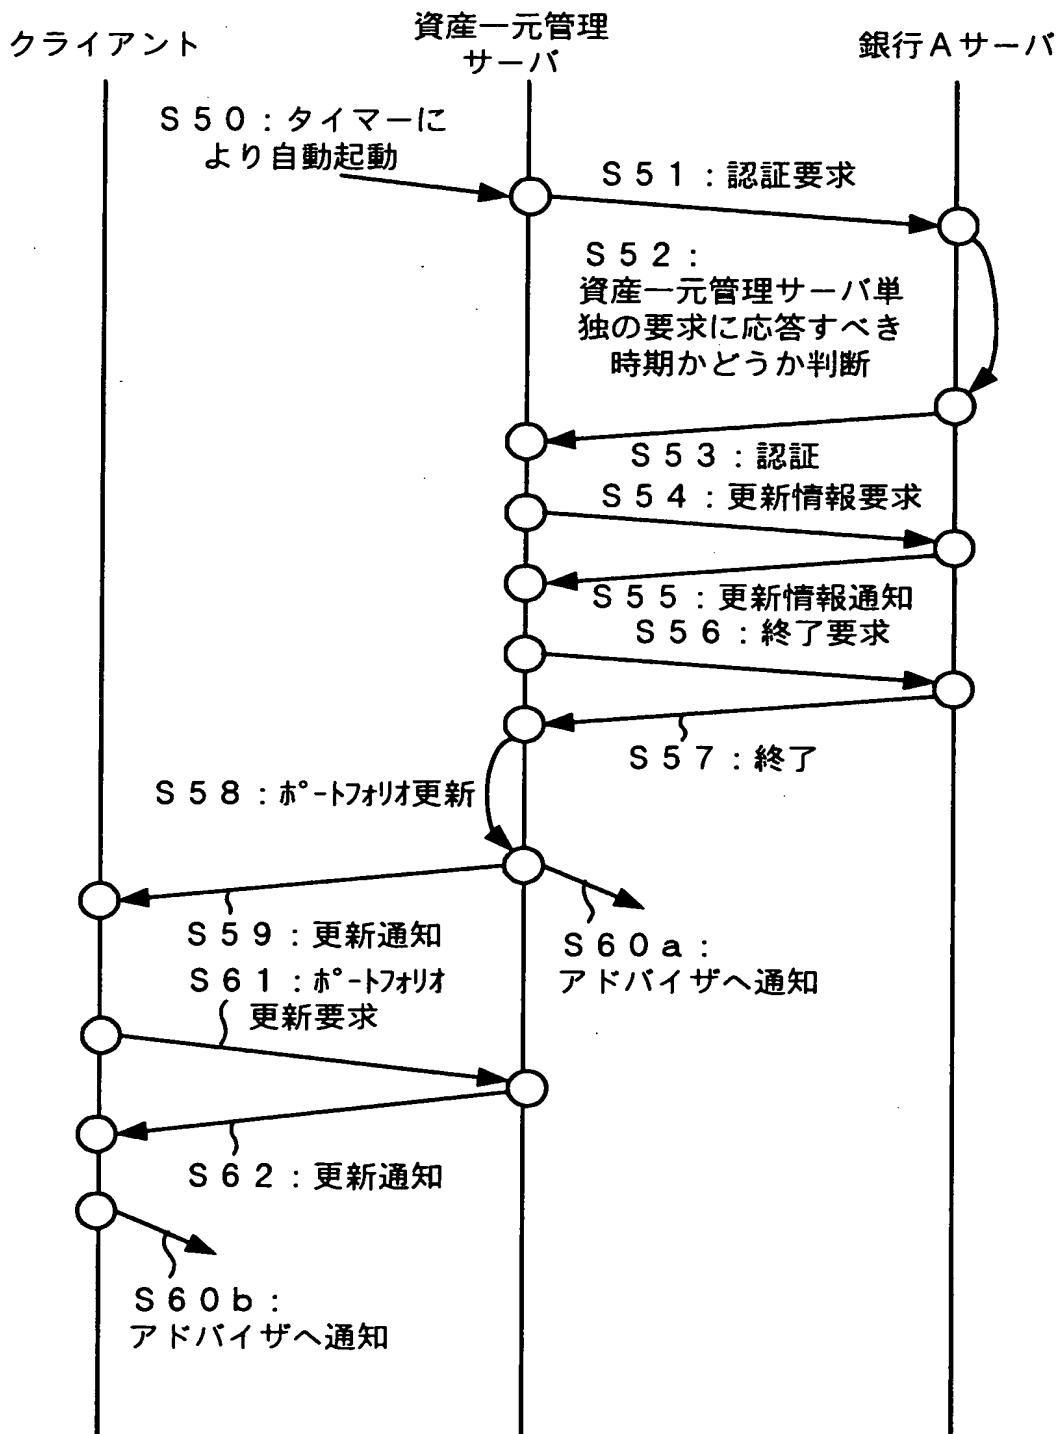 クライアント
資産一元管理
サーバ
銀行Aサーバ
S50:タイマーに
より自動起動
S51:認証要求
S52:
資産一元管理サーバ単
独の要求に応答すべき
時期かどうか判断
S53:認証
S54:更新情報要求
S55:更新情報通知
S56:終了要求
S57:終了
S58:ポートフォリオ更新
S59:更新通知
S60a:
アドバイザへ通知
S61:ポートフォリオ
更新要求
S62:更新通知
S60b:
アドバイザへ通知